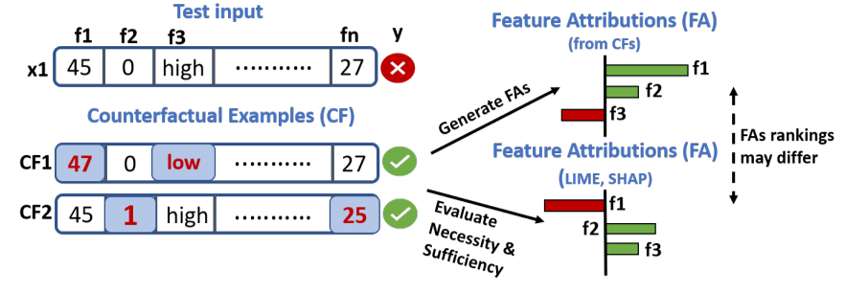 Test input
f1 f2 f3 fn y
x1 45 0 high ........... 27
Counterfactual Examples (CF)
CF1 47 0 low ........... 27
CF2 45 1 high ........... 25
Generate FAs
Evaluate
Necessity &
Sufficiency
Feature Attributions (FA)
(from CFs)
f1
f2
f3
Feature Attributions (FA)
(LIME, SHAP)
f1
f2
f3
FAs rankings
may differ